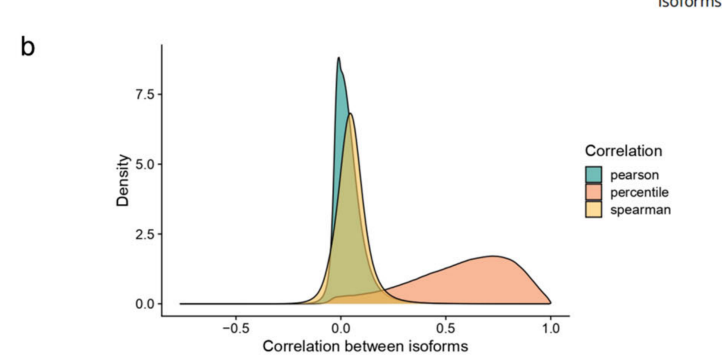 isoforms
b
7.5
5.0
2.5
0.0
Density
−0.5 0.0 0.5 1.0
Correlation between isoforms
Correlation
pearson
percentile
spearman